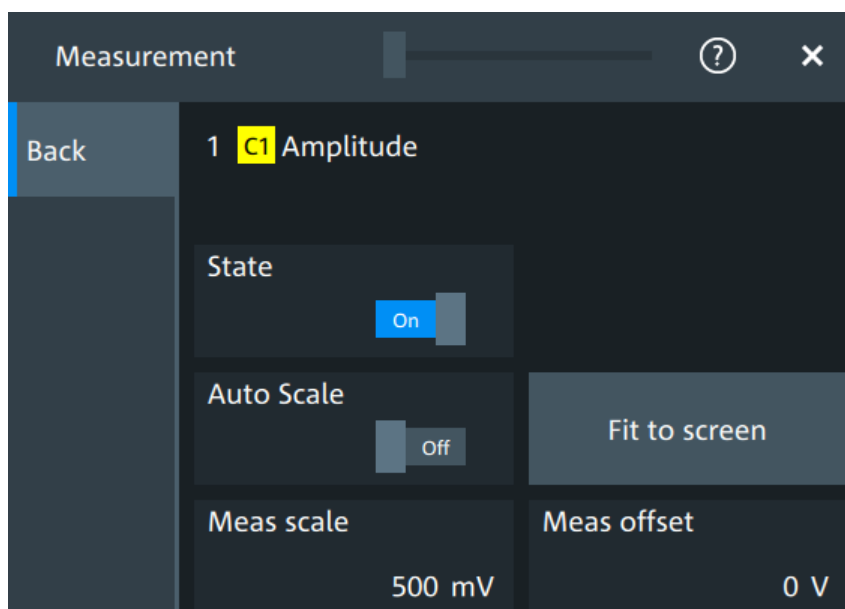 Measurement ? ×
Back
1 C1 Amplitude
State
On
Auto Scale
Off
Fit to screen
Meas scale
500 mV
Meas offset
0 V